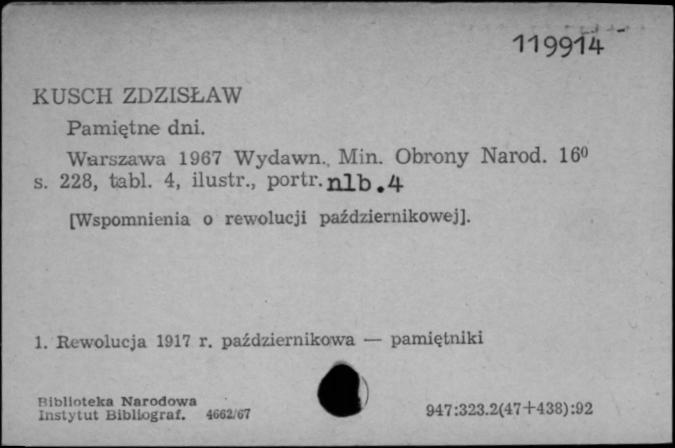 119914
KUSCH ZDZISŁAW
Pamiętne dni.
Warszawa 1967 Wydawn. Min. Obrony Narod. 16⁰
s. 228, tabl. 4, ilustr., portr. nlb.4
[Wspomnienia o rewolucji październikowej].
1. Rewolucja 1917 r. październikowa — pamiętniki
Biblioteka Narodowa
Instytut Bibliograf. 4662/67
947:323.2(47+438):92